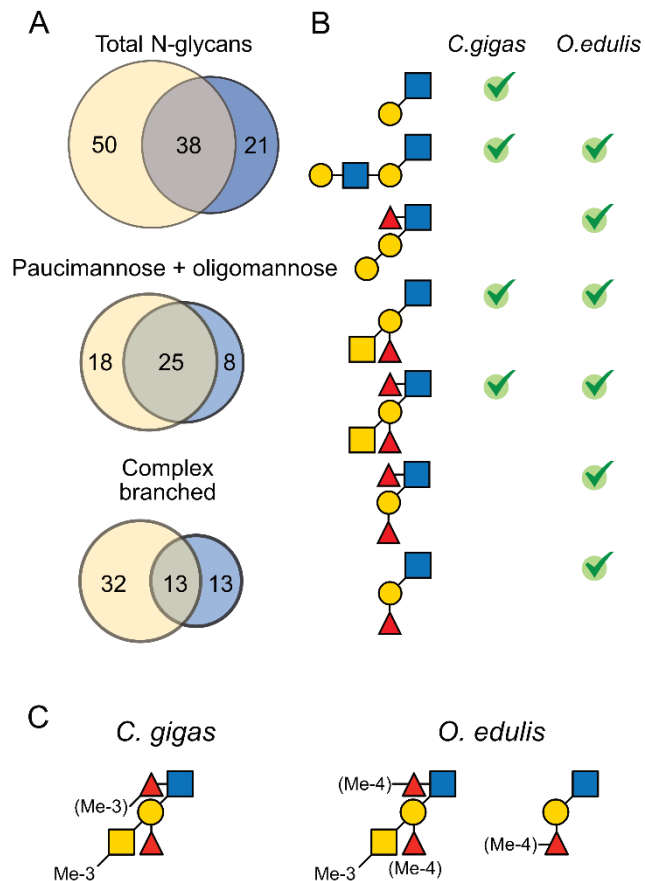 A
Total N-glycans
50 38 21
Paucimannose + oligomannose
18 25 8
Complex
branched
32 13 13
B
C.gigas O.edulis
C
C. gigas
(Me-3)
Me-3
O. edulis
(Me-4)
Me-3
(Me-4)
(Me-4)